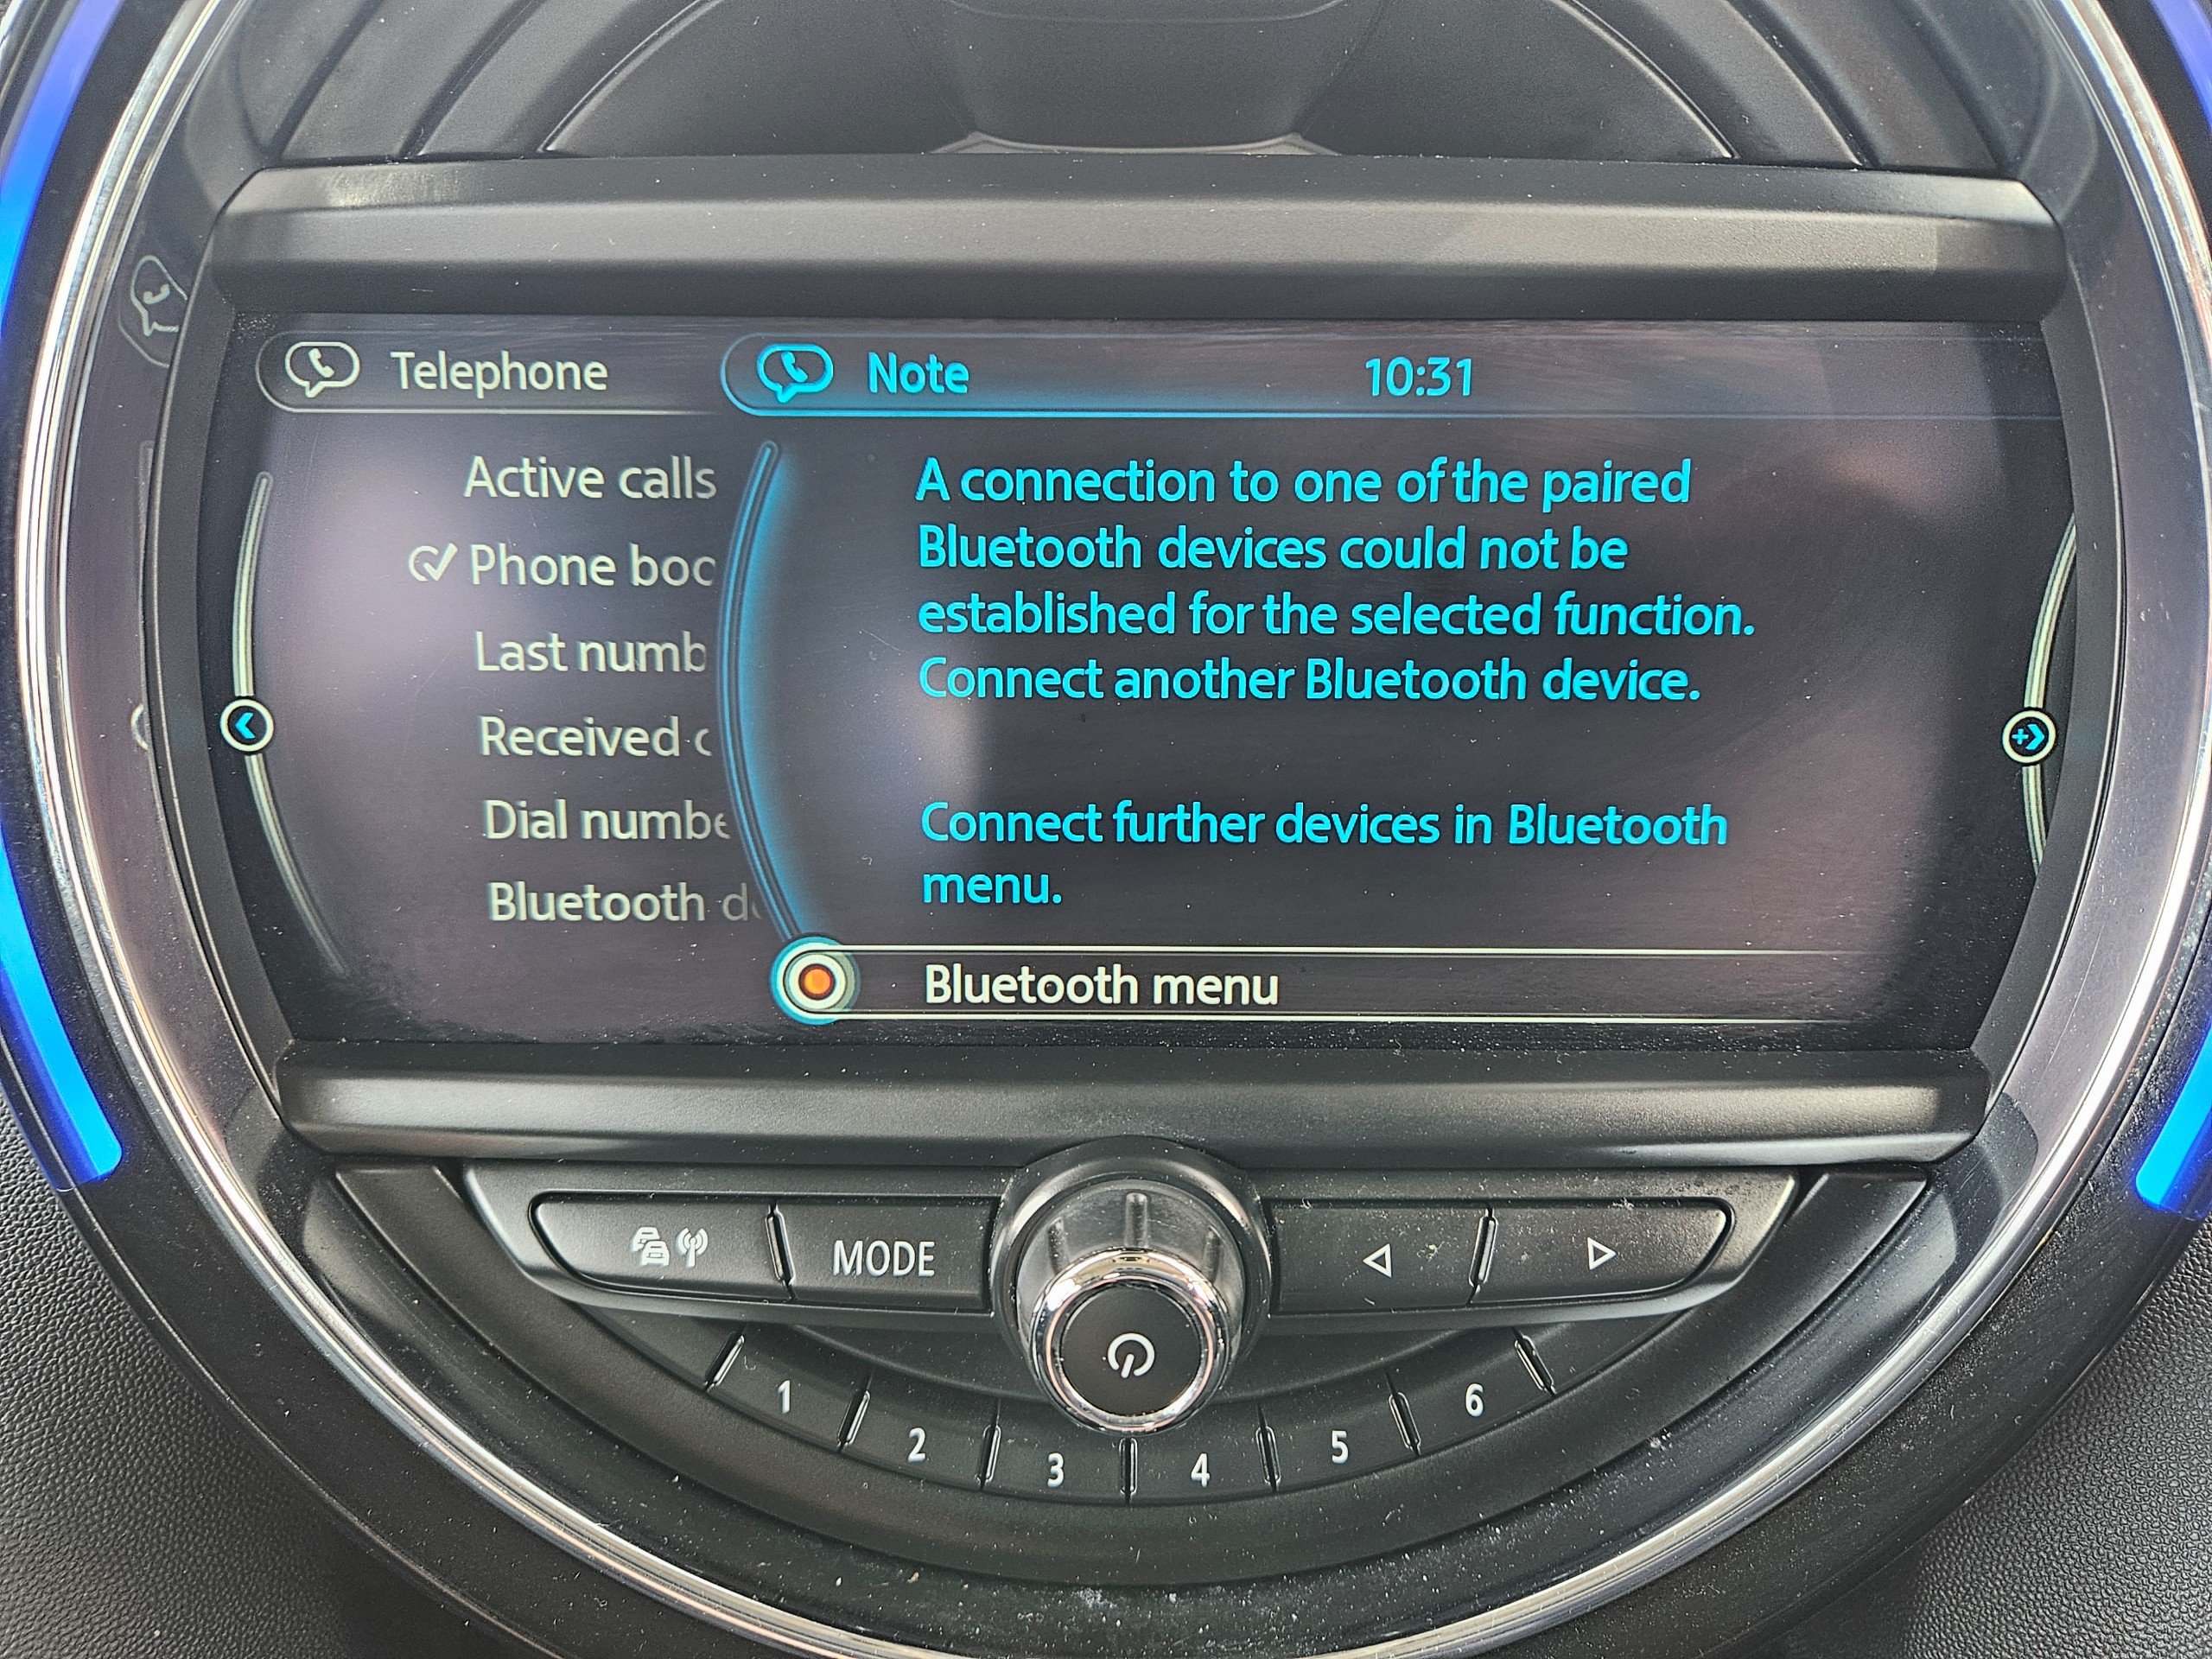 Telephone
Note
10:31
Active calls
Phone boo
Last numb
Received c
Dial numbe
Bluetooth de
A connection to one of the paired
Bluetooth devices could not be
established for the selected function.
Connect another Bluetooth device.
Connect further devices in Bluetooth
menu.
Bluetooth menu
MODE
1
2
3
4
5
6